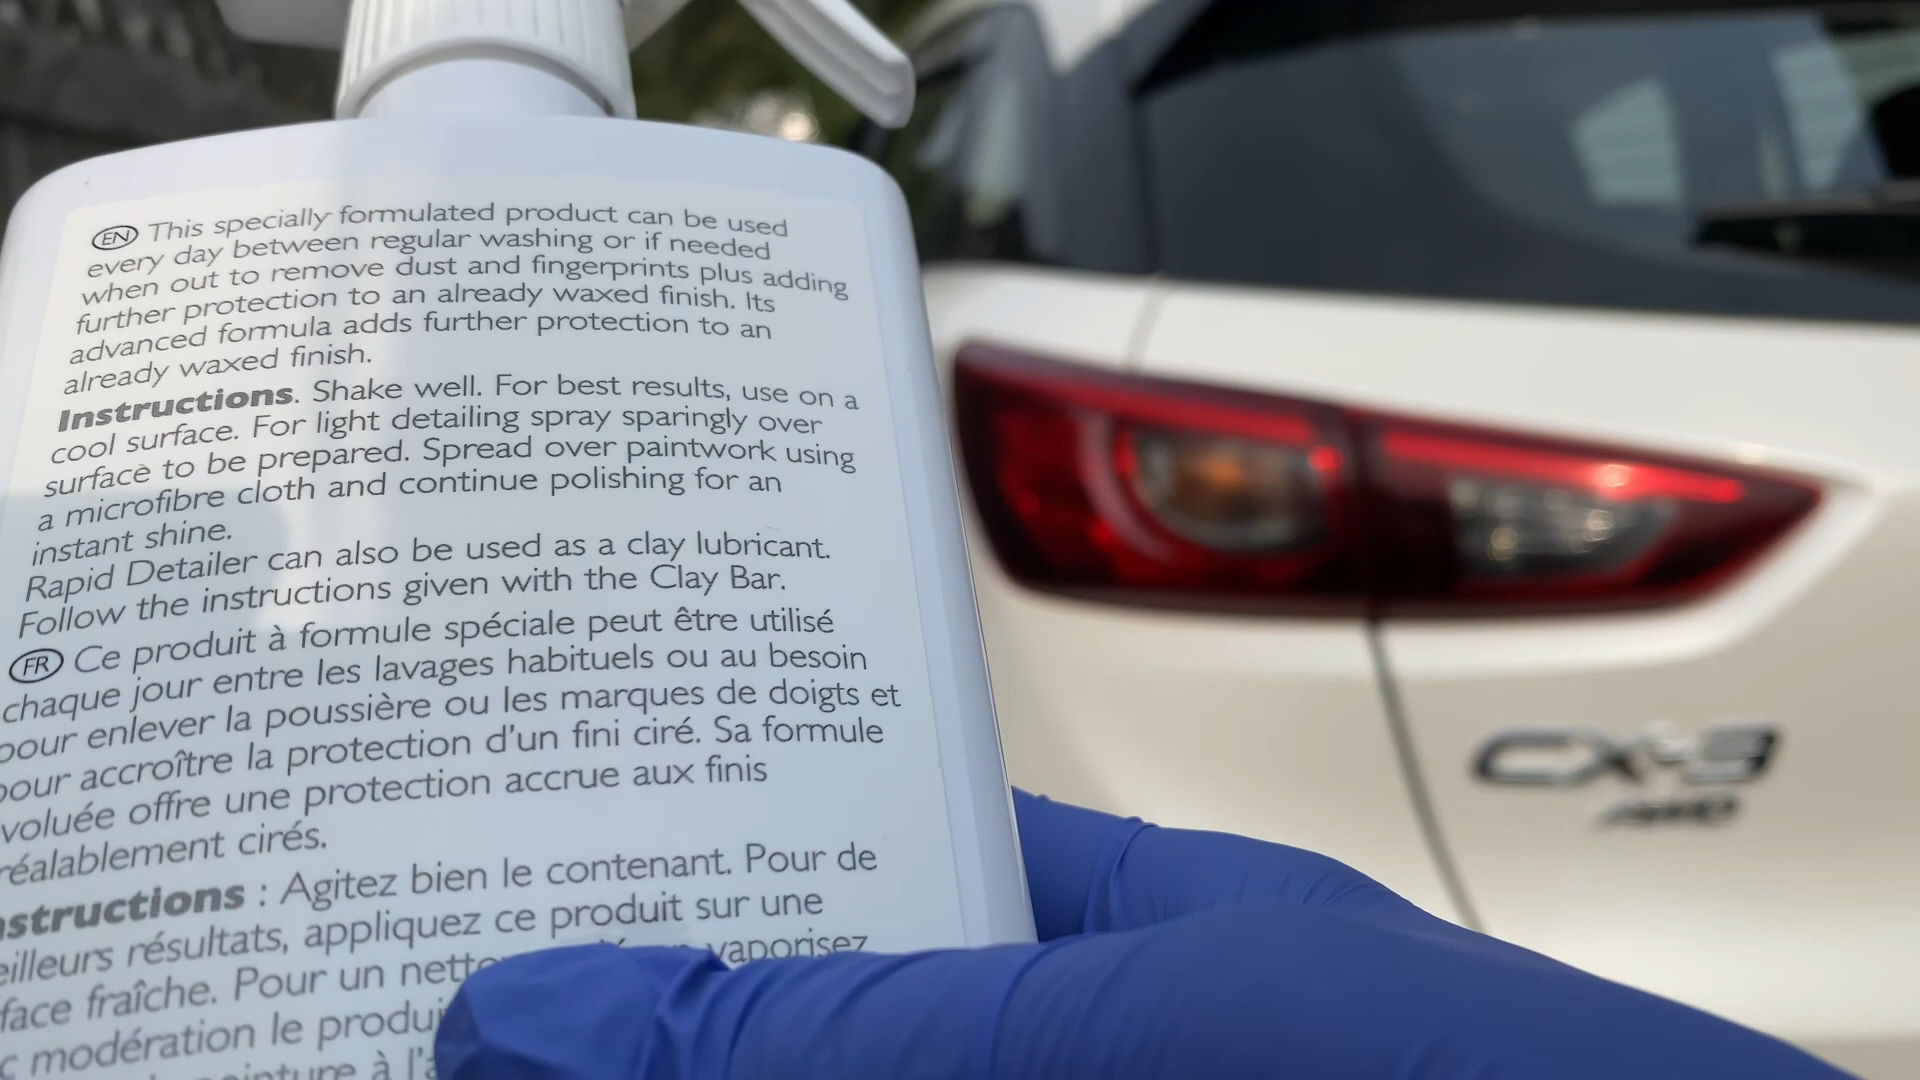 EN This specially formulated product can be used
every day between regular washing or if needed
when out to remove dust and fingerprints plus adding
further protection to an already waxed finish. Its
advanced formula adds further protection to an
already waxed finish.
Instructions. Shake well. For best results, use on a
cool surface. For light detailing spray sparingly over
surface to be prepared. Spread over paintwork using
a microfibre cloth and continue polishing for an
instant shine.
Rapid Detailer can also be used as a clay lubricant.
Follow the instructions given with the Clay Bar.
FR Ce produit à formule spéciale peut être utilisé
chaque jour entre les lavages habituels ou au besoin
pour enlever la poussière ou les marques de doigts et
pour accroître la protection d'un fini ciré. Sa formule
voluée offre une protection accrue aux finis
réalablement cirés.
nstructions : Agitez bien le contenant. Pour de
eilleurs résultats, appliquez ce produit sur une
face fraîche. Pour un netto vaporisez
c modération le produi
peinture à l'a
CX-3
AWD